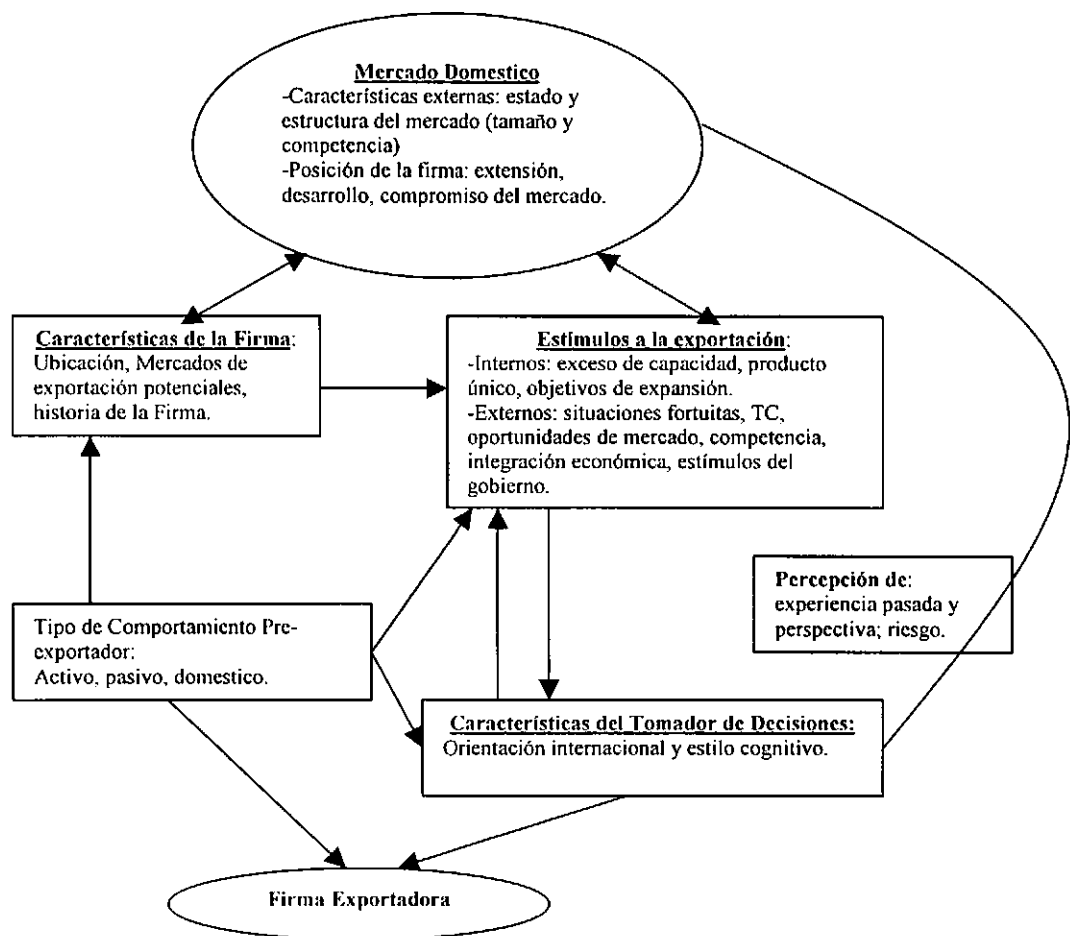 Mercado Domestico
-Características externas: estado y
estructura del mercado (tamaño y
competencia)
-Posición de la firma: extensión,
desarrollo, compromiso del mercado.
Características de la Firma:
Ubicación, Mercados de
exportación potenciales,
historia de la Firma.
Estímulos a la exportación:
-Internos: exceso de capacidad, producto
único, objetivos de expansión.
-Externos: situaciones fortuitas, TC,
oportunidades de mercado, competencia,
integración económica, estímulos del
gobierno.
Percepción de:
experiencia pasada y
perspectiva; riesgo.
Tipo de Comportamiento Pre-
exportador:
Activo, pasivo, domestico.
Características del Tomador de Decisiones:
Orientación internacional y estilo cognitivo.
Firma Exportadora